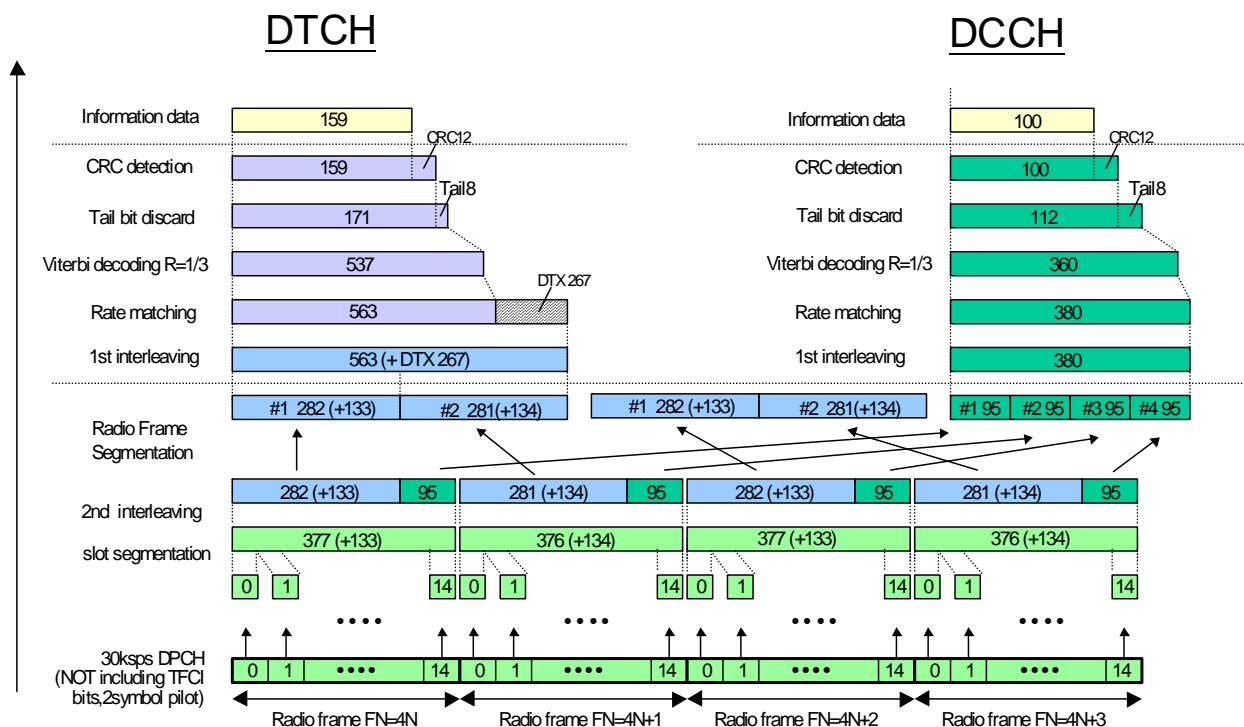 DTCH
DCCH
Information data
159
Information data
100
CRC12
CRC12
CRC detection
159
CRC detection
100
Tail8
Tail8
Tail bit discard
171
Tail bit discard
112
Viterbi decoding R=1/3
537
Viterbi decoding R=1/3
360
DTX 267
Rate matching
563
Rate matching
380
1st interleaving
563 (+ DTX 267)
1st interleaving
380
#1 282 (+133)
#2 281(+134)
#1 282 (+133)
#2 281(+134)
#1 95
#2 95
#3 95
#4 95
Radio Frame
Segmentation
282 (+133)
95
281 (+134)
95
282 (+133)
95
281 (+134)
95
2nd interleaving
377 (+133)
376 (+134)
377 (+133)
376 (+134)
slot segmentation
0 1 14 0 1 14 0 1 14 0 1 14
30ksps DPCH
(NOT including TFCI
bits,2symbol pilot)
0 1 14 0 1 14 0 1 14 0 1 14
Radio frame FN=4N
Radio frame FN=4N+1
Radio frame FN=4N+2
Radio frame FN=4N+3